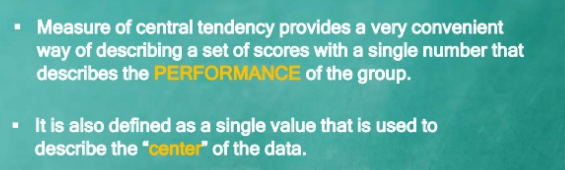 ▪ Measure of central tendency provides a very convenient
way of describing a set of scores with a single number that
describes the PERFORMANCE of the group.
▪ It is also defined as a single value that is used to
describe the “center” of the data.